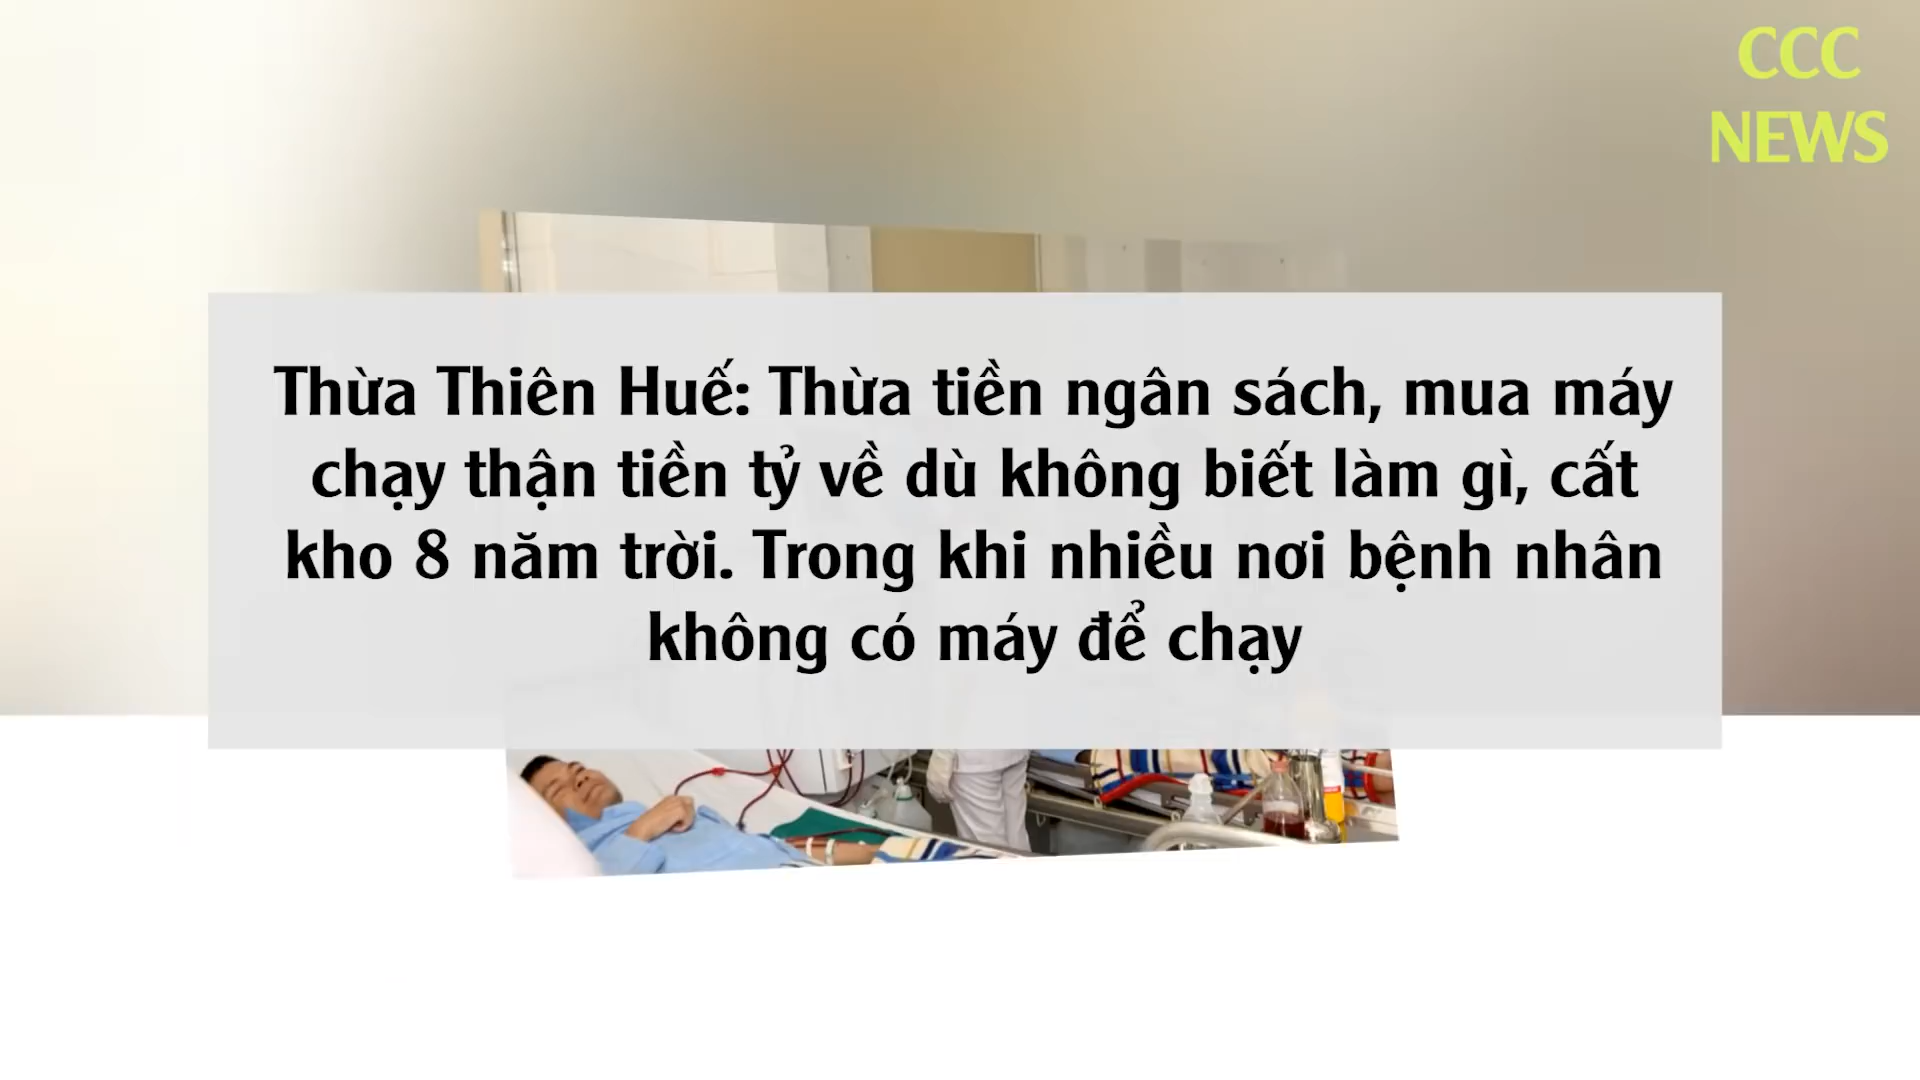 CCC
NEWS
Thừa Thiên Huế: Thừa tiền ngân sách, mua máy
chạy thận tiền tỷ về dù không biết làm gì, cất
kho 8 năm trời. Trong khi nhiều nơi bệnh nhân
không có máy để chạy